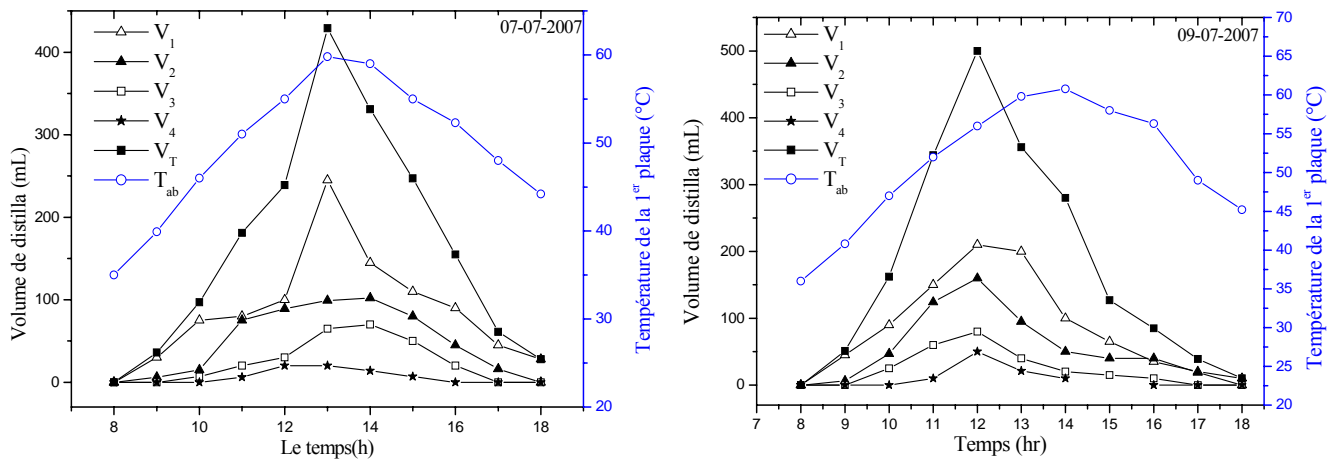 07-07-2007
V1
V2
V3
V4
VT
Tab
Volume de distilla (mL)
400
300
200
100
0
8 10 12 14 16 18
Le temps(h)
70
60
50
40
30
20
Température de la 1er plaque (°C)
09-07-2007
V1
V2
V3
V4
VT
Tab
Volume de distilla (mL)
500
400
300
200
100
0
7 8 9 10 11 12 13 14 15 16 17 18
Temps (hr)
70
65
60
55
50
45
40
35
30
25
20
Température de la 1er plaque (°C)